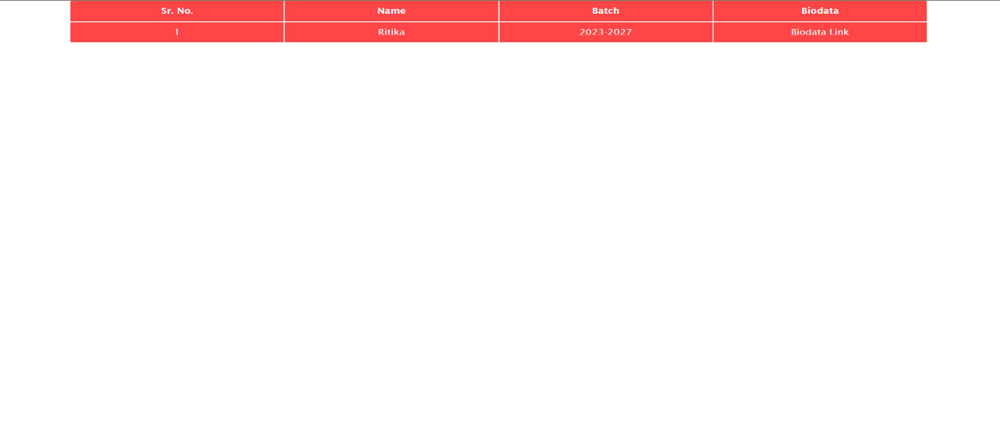 Sr. No. Name Batch Biodata
1 Ritika 2023-2027 Biodata Link